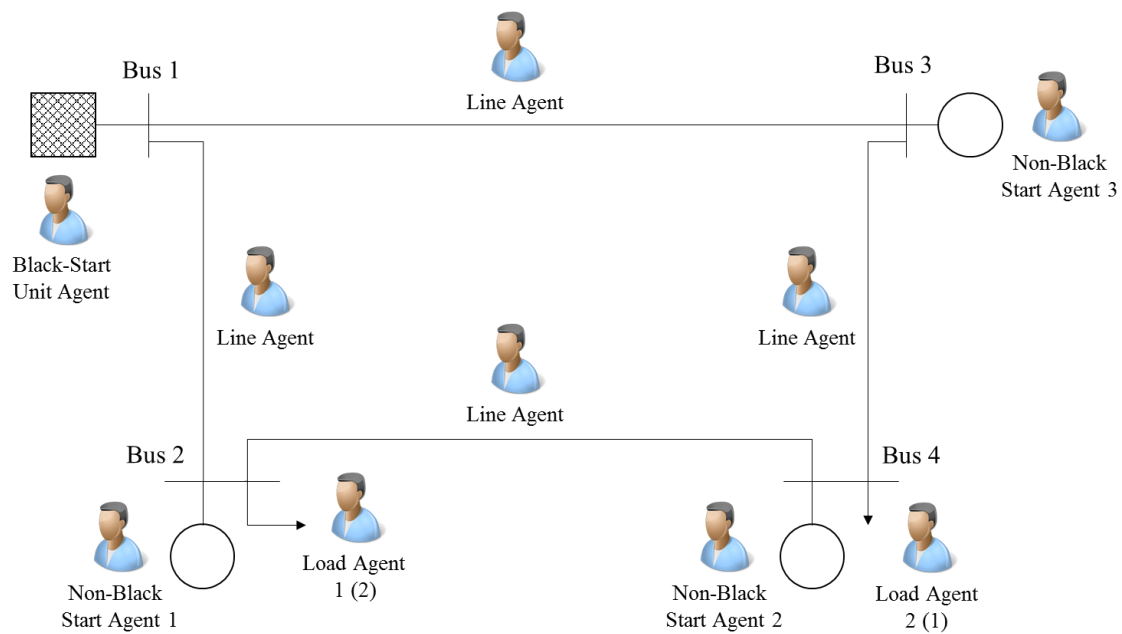 Bus 1
Line Agent
Bus 3
Non-Black
Start Agent 3
Black-Start
Unit Agent
Line Agent
Line Agent
Line Agent
Bus 2
Bus 4
Non-Black
Start Agent 1
Load Agent
1 (2)
Non-Black
Start Agent 2
Load Agent
2 (1)